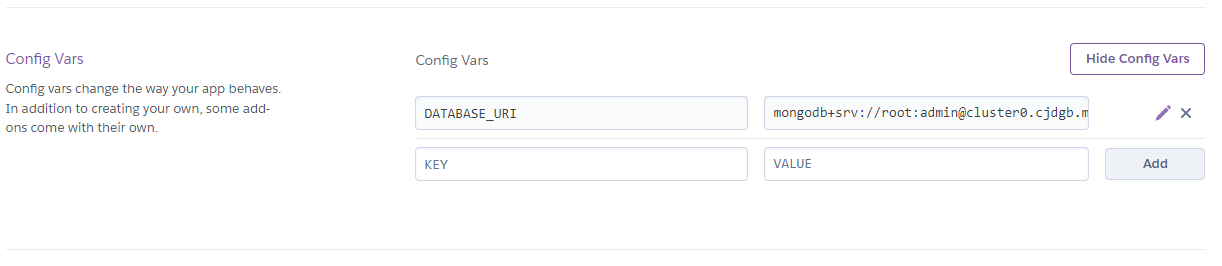 Config Vars
Config vars change the way your app behaves.
In addition to creating your own, some add-
ons come with their own.
Config Vars
Hide Config Vars
DATABASE_URI
mongodb+srv://root:admin@cluster0.cjdgb.m
KEY
VALUE
Add